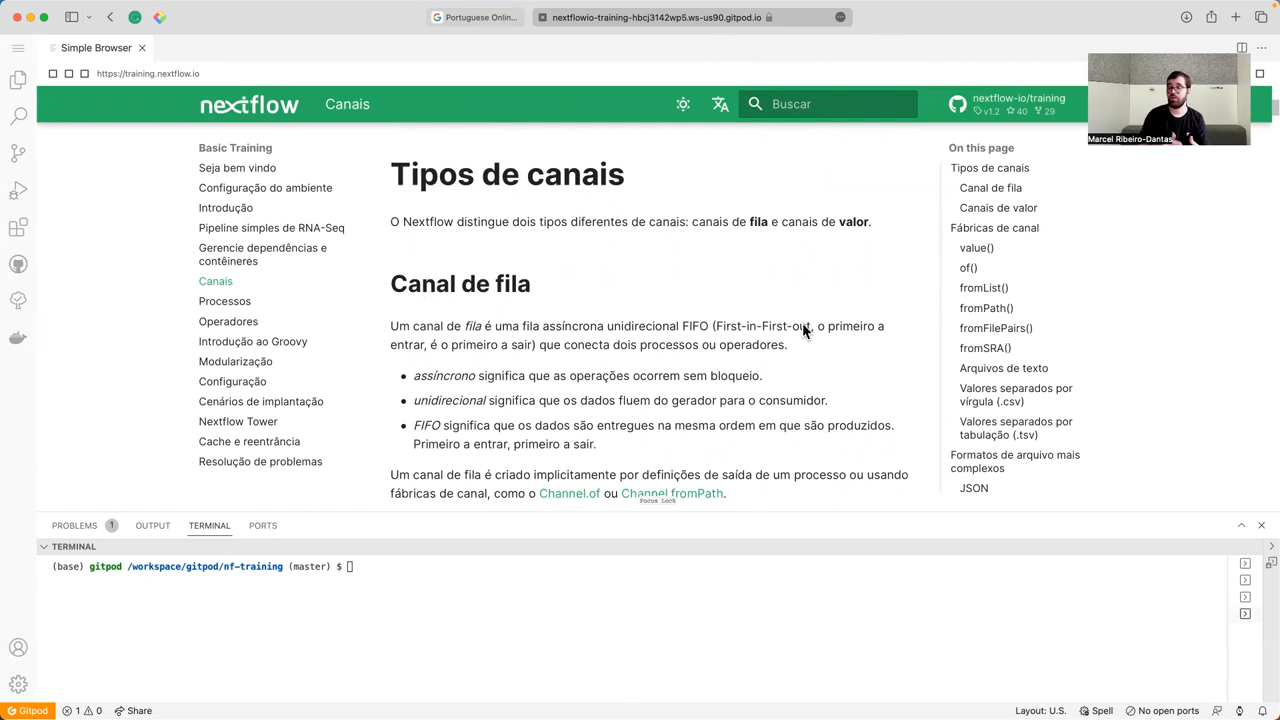 Portuguese Onlin...
nextflowio-training-hbcj3142wp5.ws-us90.gitpod.io
Simple Browser
https://training.nextflow.io
nextflow
Canais
Buscar
nextflow-io/training
v1.2 40 29
Marcel Ribeiro-Dantas
Basic Training
Seja bem vindo
Configuração do ambiente
Introdução
Pipeline simples de RNA-Seq
Gerencie dependências e
contêineres
Canais
Processos
Operadores
Introdução ao Groovy
Modularização
Configuração
Cenários de implantação
Nextflow Tower
Cache e reentrância
Resolução de problemas
Tipos de canais
O Nextflow distingue dois tipos diferentes de canais: canais de fila e canais de valor.
Canal de fila
Um canal de fila é uma fila assíncrona unidirecional FIFO (First-in-First-out, o primeiro a
entrar, é o primeiro a sair) que conecta dois processos ou operadores.
assíncrono significa que as operações ocorrem sem bloqueio.
unidirecional significa que os dados fluem do gerador para o consumidor.
FIFO significa que os dados são entregues na mesma ordem em que são produzidos.
Primeiro a entrar, primeiro a sair.
Um canal de fila é criado implicitamente por definições de saída de um processo ou usando
fábricas de canal, como o Channel.of ou Channel.fromPath.
Focus Lock
On this page
Tipos de canais
Canal de fila
Canais de valor
Fábricas de canal
value()
of()
fromList()
fromPath()
fromFilePairs()
fromSRA()
Arquivos de texto
Valores separados por
vírgula (.csv)
Valores separados por
tabulação (.tsv)
Formatos de arquivo mais
complexos
JSON
PROBLEMS 1 OUTPUT TERMINAL PORTS
TERMINAL
(base) gitpod /workspace/gitpod/nf-training (master) $
Gitpod 1 0 Share
Layout: U.S. Spell No open ports